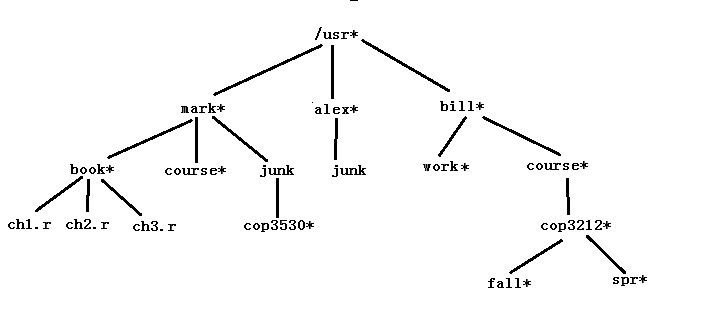 /usr*
mark* alex* bill*
book* course* junk junk work* course*
ch1.r ch2.r ch3.r cop3530* cop3212*
fall* spr*